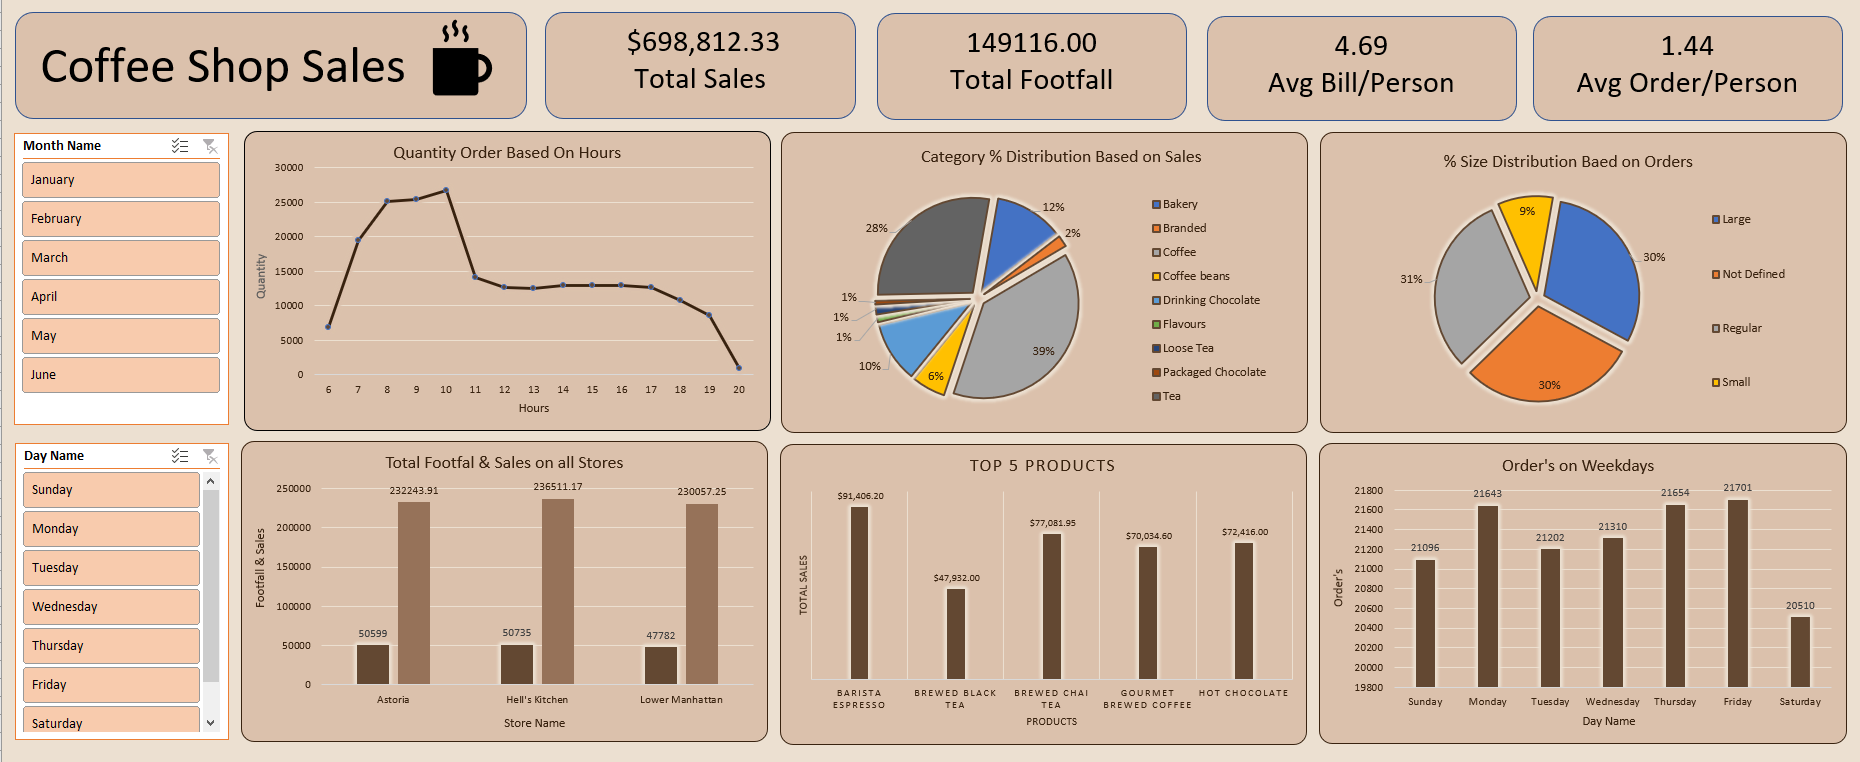 Coffee Shop Sales
$698,812.33
Total Sales
149116.00
Total Footfall
4.69
Avg Bill/Person
1.44
Avg Order/Person
Month Name
January
February
March
April
May
June
Day Name
Sunday
Monday
Tuesday
Wednesday
Thursday
Friday
Saturday
Quantity Order Based On Hours
30000
25000
20000
15000
10000
5000
0
Quantity
6 7 8 9 10 11 12 13 14 15 16 17 18 19 20
Hours
Category % Distribution Based on Sales
12%
2%
39%
6%
10%
1%
1%
1%
28%
Bakery
Branded
Coffee
Coffee beans
Drinking Chocolate
Flavours
Loose Tea
Packaged Chocolate
Tea
% Size Distribution Baed on Orders
9%
30%
31%
30%
Large
Not Defined
Regular
Small
Total Footfal & Sales on all Stores
250000
200000
150000
100000
50000
0
Footfall & Sales
232243.91
236511.17
230057.25
50599
50735
47782
Astoria
Hell's Kitchen
Lower Manhattan
Store Name
TOP 5 PRODUCTS
TOTAL SALES
$91,406.20
$47,932.00
$77,081.95
$70,034.60
$72,416.00
BARISTA
ESPRESSO
BREWED BLACK
TEA
BREWED CHAI
TEA
GOURMET
BREWED COFFEE
HOT CHOCOLATE
PRODUCTS
Order's on Weekdays
21800
21600
21400
21200
21000
20800
20600
20400
20200
20000
19800
Order's
21096
21643
21202
21310
21654
21701
20510
Sunday
Monday
Tuesday
Wednesday
Thursday
Friday
Saturday
Day Name